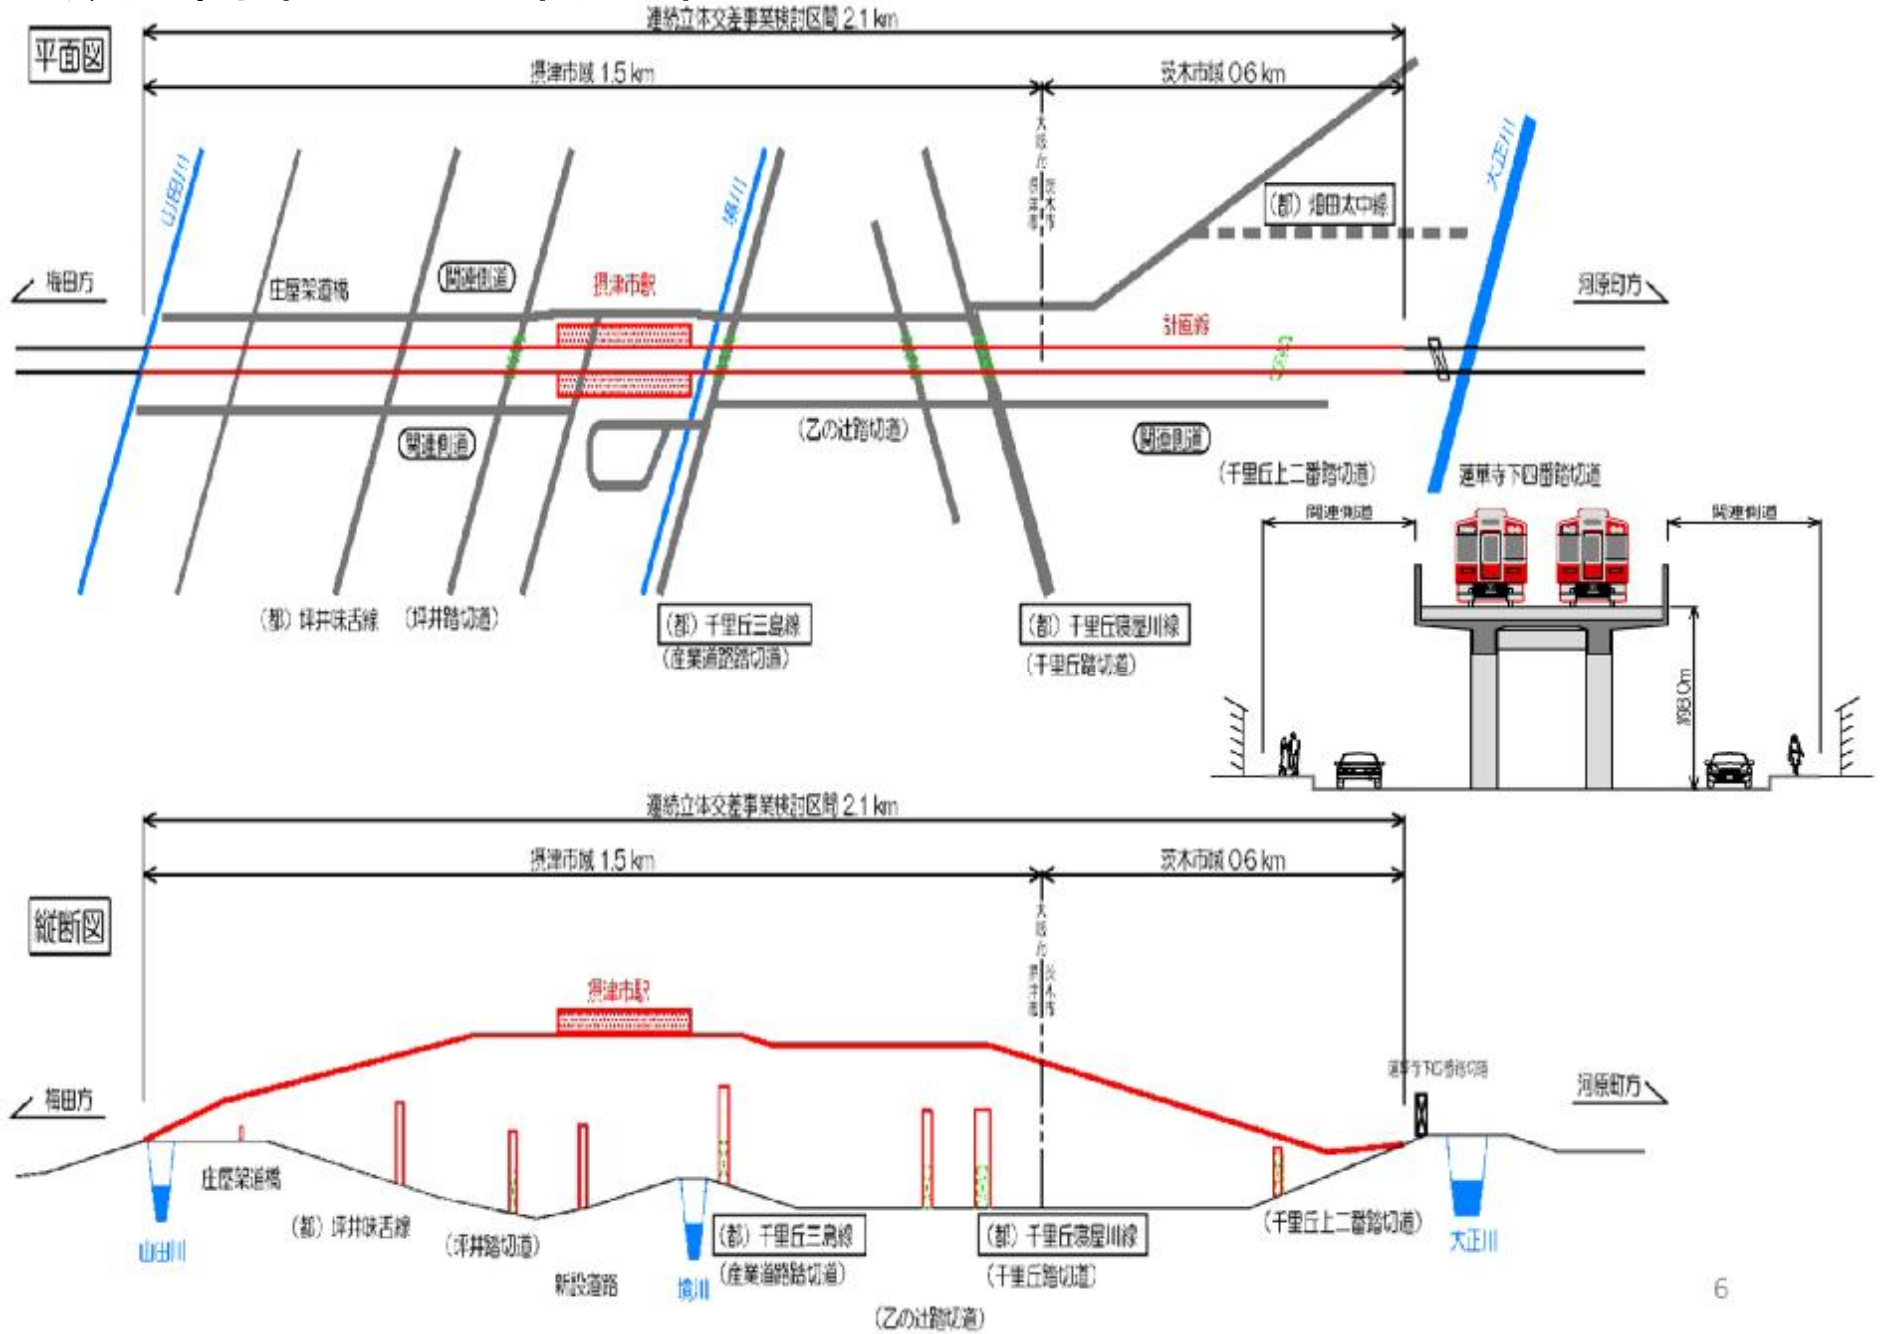 連続立体交差事業検討区間 2.1 km
平面図
摂津市域 1.5 km
茨木市域 0.6 km
山田川
境川
大正川
摂津市
茨木市
(都) 畑田太中線
梅田方
庄屋架道橋
関連側道
摂津市駅
河原町方
計画線
関連側道
(乙の辻踏切道)
関連側道
(千里丘上二番踏切道)
蓮華寺下四番踏切道
関連側道
関連側道
(都) 坪井味舌線
(坪井踏切道)
(都) 千里丘三島線
(産業道路踏切道)
(都) 千里丘寝屋川線
(千里丘踏切道)
約8.0m
連続立体交差事業検討区間 2.1 km
摂津市域 1.5 km
茨木市域 0.6 km
縦断図
摂津市
茨木市
摂津市駅
梅田方
河原町方
庄屋架道橋
(都) 坪井味舌線
(坪井踏切道)
山田川
新設道路
境川
(都) 千里丘三島線
(産業道路踏切道)
(乙の辻踏切道)
(都) 千里丘寝屋川線
(千里丘踏切道)
(千里丘上二番踏切道)
大正川
6